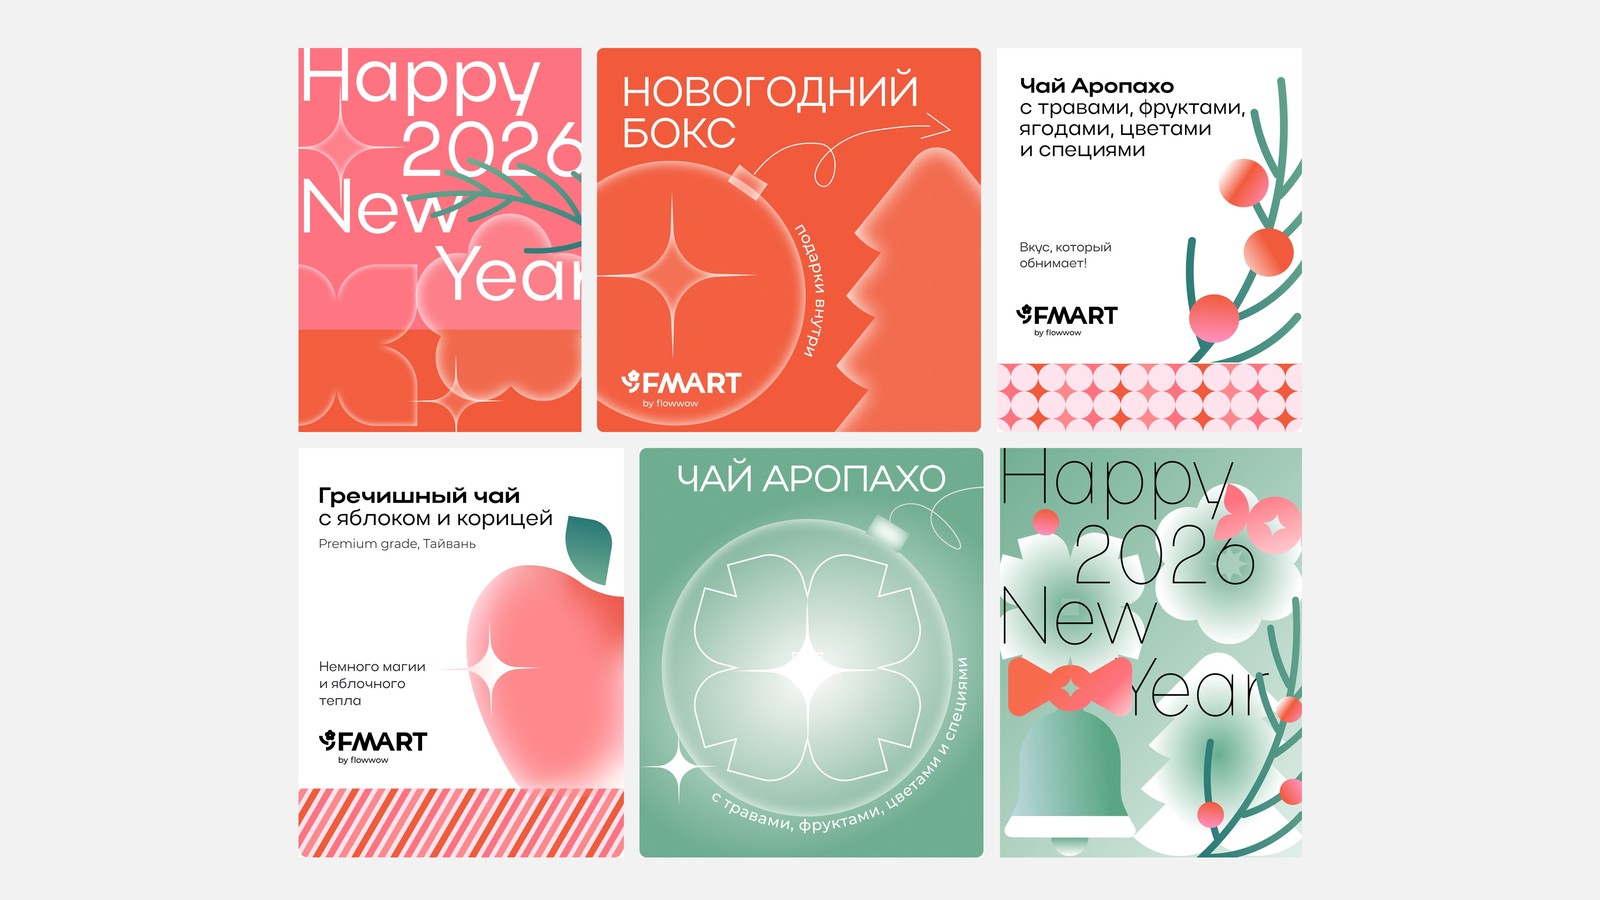 Happy
2026
New
Year
НОВОГОДНИЙ
БОКС
подарки внутри
FMART
by flowwow
Чай Аропахо
с травами, фруктами,
ягодами, цветами
и специями
Вкус, который
обнимает!
FMART
by flowwow
Гречишный чай
с яблоком и корицей
Premium grade, Тайвань
Немного магии
и яблочного
тепла
FMART
by flowwow
ЧАЙ АРОПАХО
с травами, фруктами, цветами и специями
Happy
2026
New
Year